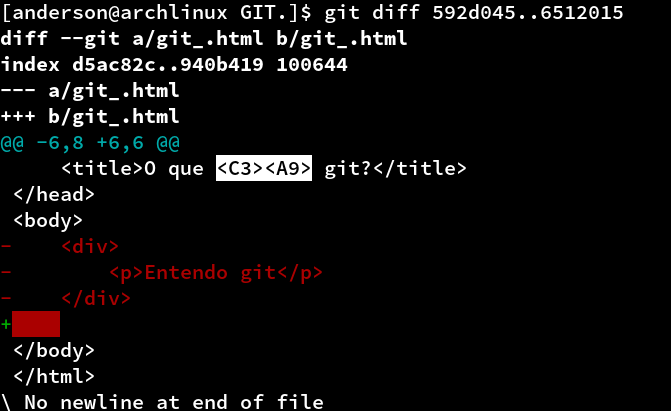 [anderson@archlinux GIT.]$ git diff 592d045..6512015
diff --git a/git_.html b/git_.html
index d5ac82c..940b419 100644
--- a/git_.html
+++ b/git_.html
@@ -6,8 +6,6 @@
     <title>O que <C3><A9> git?</title>
 </head>
 <body>
-    <div>
-        <p>Entendo git</p>
-    </div>
+
 </body>
 </html>
\ No newline at end of file